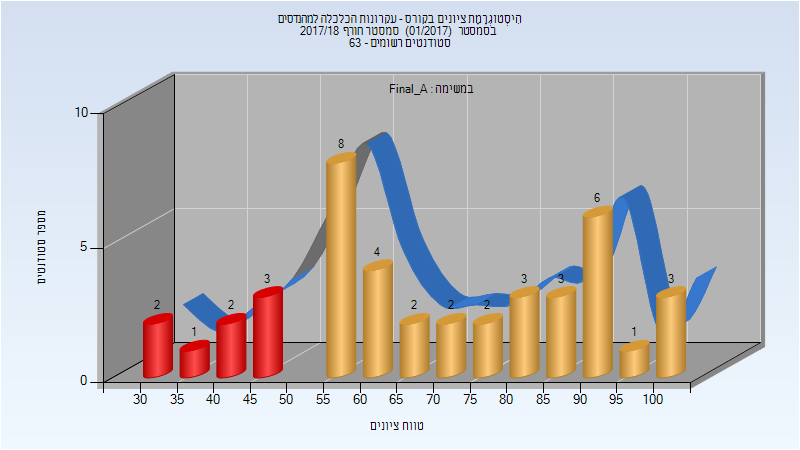 היסטוגרמת ציונים בקורס - עקרונות הכלכלה למהנדסים
בסמסטר (01/2017) סמסטר חורף 2017/18
סטודנטים רשומים - 63
במשימה : Final_A
מספר סטודנטים
10
5
0
2 1 2 3 8 4 2 2 2 3 3 6 1 3
30 35 40 45 50 55 60 65 70 75 80 85 90 95 100
טווח ציונים